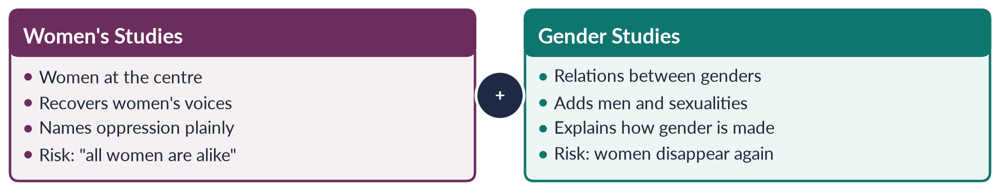 Women's Studies
• Women at the centre
• Recovers women's voices
• Names oppression plainly
• Risk: "all women are alike"
+
Gender Studies
• Relations between genders
• Adds men and sexualities
• Explains how gender is made
• Risk: women disappear again